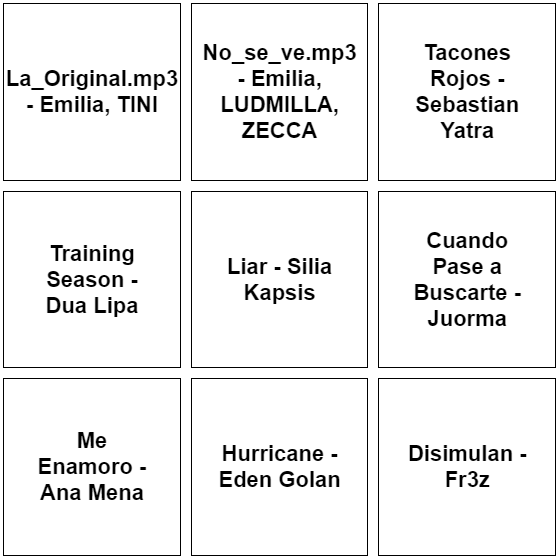 La_Original.mp3
- Emilia, TINI
No_se_ve.mp3
- Emilia,
LUDMILLA,
ZECCA
Tacones
Rojos -
Sebastian
Yatra
Training
Season -
Dua Lipa
Liar - Silia
Kapsis
Cuando
Pase a
Buscarte -
Juorma
Me
Enamoro -
Ana Mena
Hurricane -
Eden Golan
Disimulan -
Fr3z